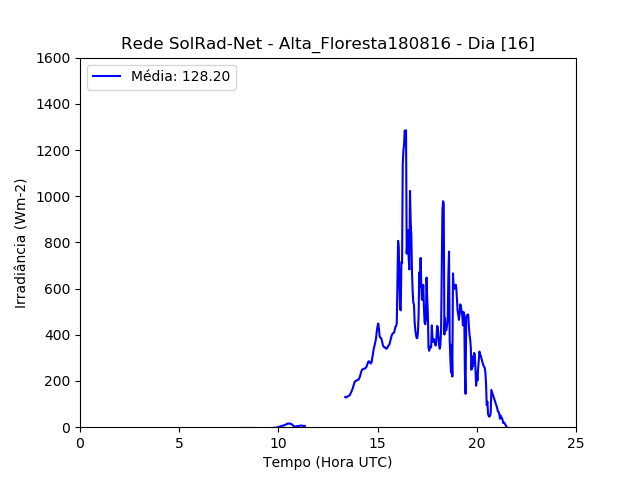 Rede SolRad-Net - Alta_Floresta180816 - Dia [16]
Média: 128.20
1600
1400
1200
1000
800
600
400
200
0
Irradiância (Wm-2)
0 5 10 15 20 25
Tempo (Hora UTC)